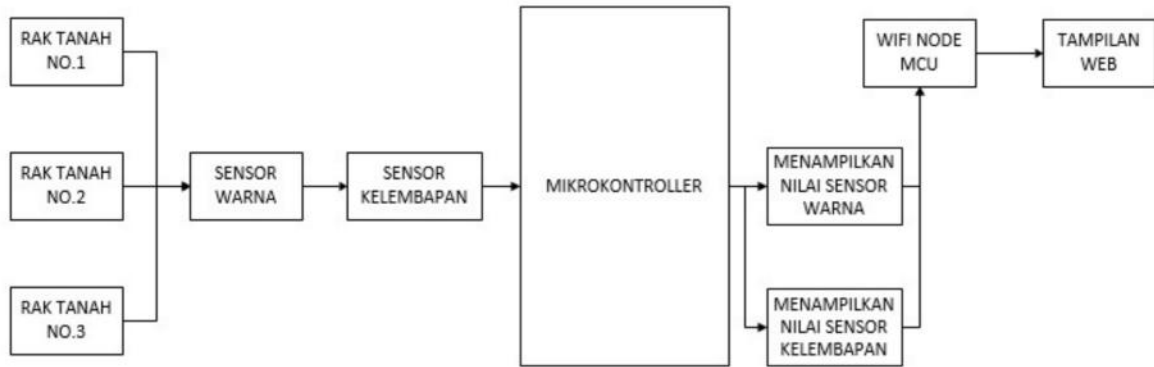 RAK TANAH
NO.1
RAK TANAH
NO.2
RAK TANAH
NO.3
SENSOR
WARNA
SENSOR
KELEMBAPAN
MIKROKONTROLLER
MENAMPILKAN
NILAI SENSOR
WARNA
MENAMPILKAN
NILAI SENSOR
KELEMBAPAN
WIFI NODE
MCU
TAMPILAN
WEB